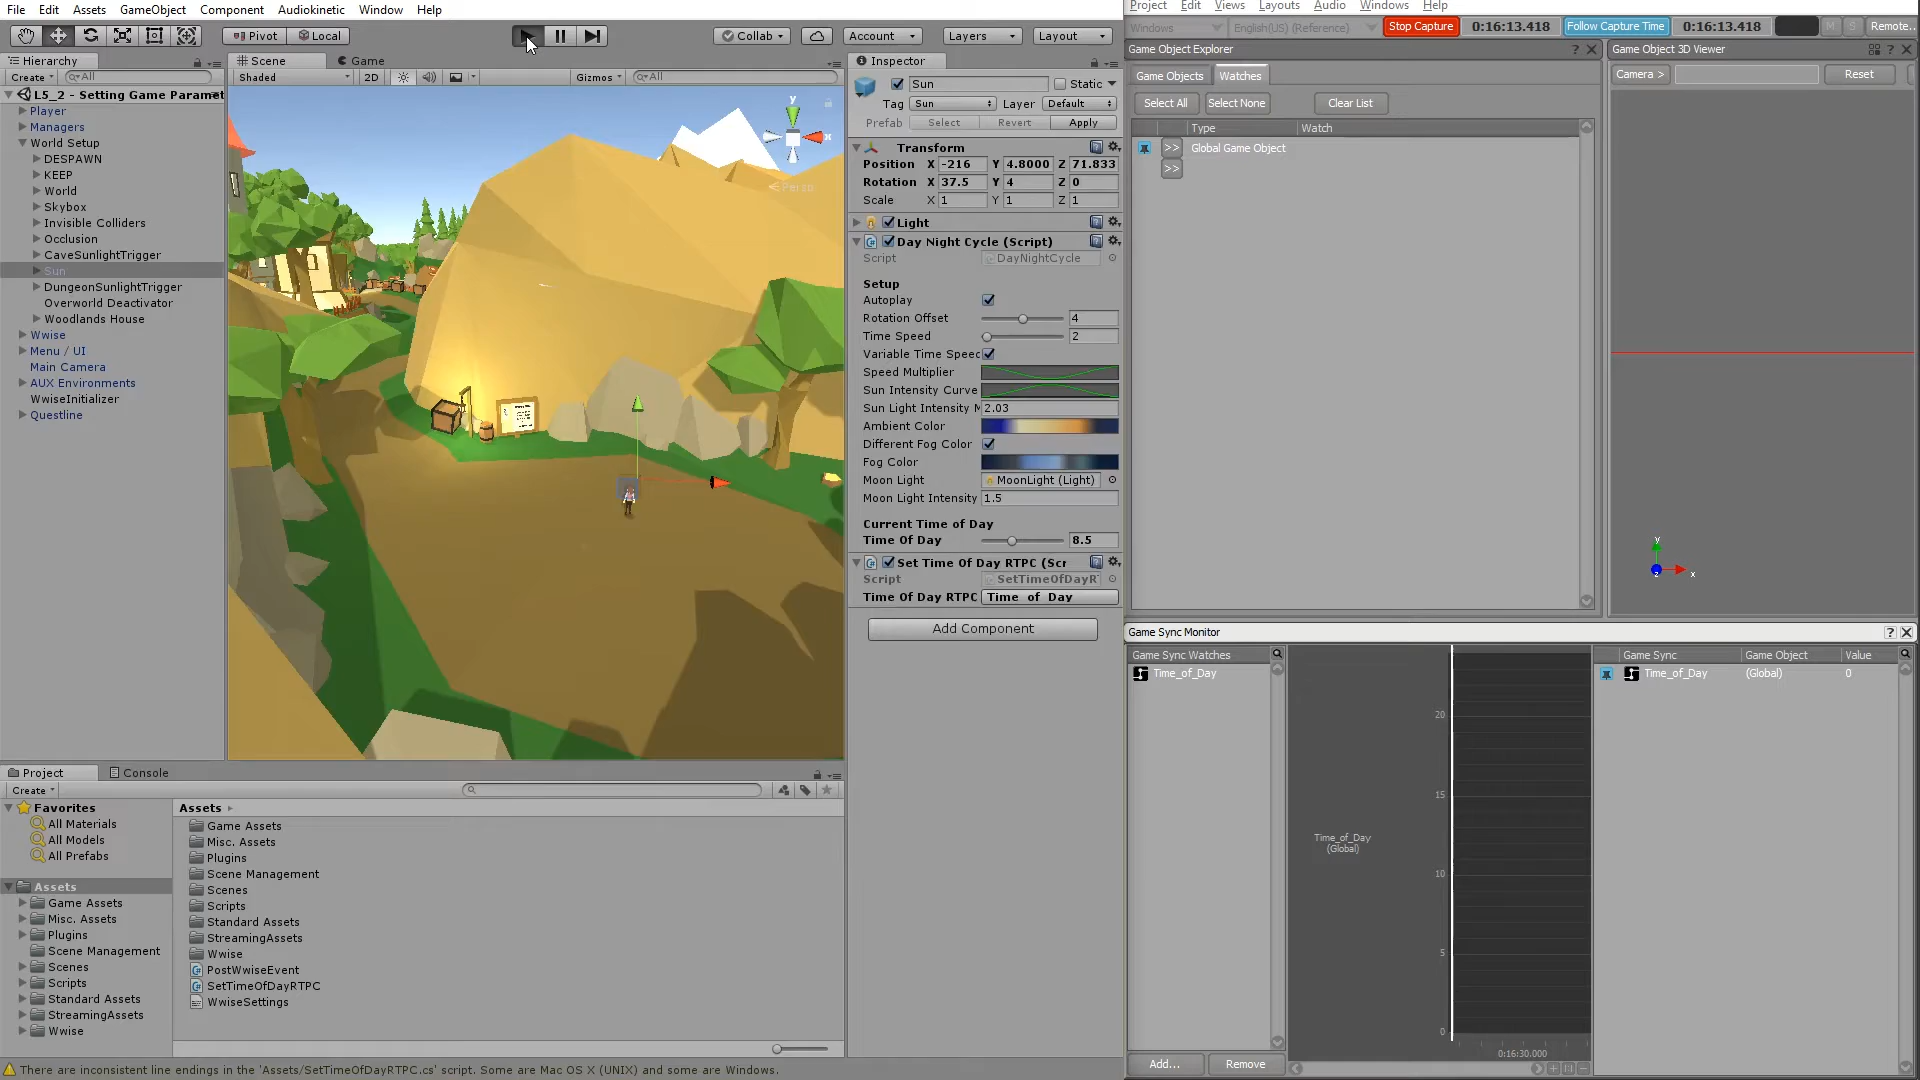 File Edit Assets GameObject Component Audiokinetic Window Help
Pivot Local Collab Account Layers Layout
Hierarchy
Create All
L5_2 - Setting Game Paramet
Player
Managers
World Setup
DESPAWN
KEEP
World
Skybox
Invisible Colliders
Occlusion
CaveSunlightTrigger
Sun
DungeonSunlightTrigger
Overworld Deactivator
Woodlands House
Wwise
Menu / UI
Main Camera
AUX Environments
WwiseInitializer
Questline
Scene Game
Shaded 2D Gizmos All
y
x
Persp
Inspector
Sun Static
Tag Sun Layer Default
Prefab Select Revert Apply
Transform
Position X -216 Y 4.8000 Z 71.833
Rotation X 37.5 Y 4 Z 0
Scale X 1 Y 1 Z 1
Light
Day Night Cycle (Script)
Script DayNightCycle
Setup
Autoplay
Rotation Offset 4
Time Speed 2
Variable Time Speed
Speed Multiplier
Sun Intensity Curve
Sun Light Intensity M 2.03
Ambient Color
Different Fog Color
Fog Color
Moon Light MoonLight (Light)
Moon Light Intensity 1.5
Current Time of Day
Time Of Day 8.5
Set Time Of Day RTPC (Scr
Script SetTimeOfDayR
Time Of Day RTPC Time_of_Day
Add Component
Project Console
Create
Favorites
All Materials
All Models
All Prefabs
Assets
Game Assets
Misc. Assets
Plugins
Scene Management
Scenes
Scripts
Standard Assets
StreamingAssets
Wwise
Assets
Game Assets
Misc. Assets
Plugins
Scene Management
Scenes
Scripts
Standard Assets
StreamingAssets
Wwise
PostWwiseEvent
SetTimeOfDayRTPC
WwiseSettings
There are inconsistent line endings in the 'Assets/SetTimeOfDayRTPC.cs' script. Some are Mac OS X (UNIX) and some are Windows.
Project Edit Views Layouts Audio Windows Help
Windows English(US) (Reference) Stop Capture 0:16:13.418 Follow Capture Time 0:16:13.418 M S Remote...
Game Object Explorer ?
Game Objects Watches
Select All Select None Clear List
Type Watch
>> Global Game Object
>>
Game Object 3D Viewer ?
Camera > Reset
y
z x
Game Sync Monitor ?
Game Sync Watches
Time_of_Day
Add... Remove
Time_of_Day
(Global)
20
15
10
5
0
0:16:30.000
Game Sync Game Object Value
Time_of_Day (Global) 0